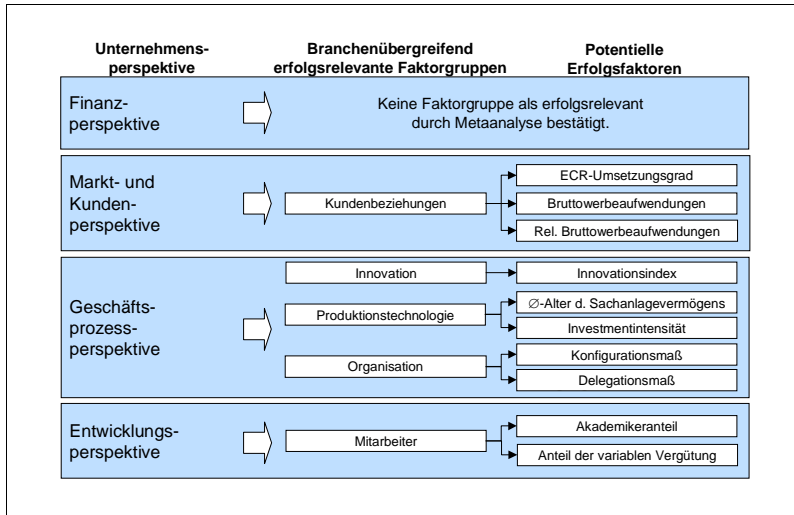 Unternehmens-
perspektive
Branchenübergreifend
erfolgsrelevante Faktorgruppen
Potentielle
Erfolgsfaktoren
Finanz-
perspektive
Keine Faktorgruppe als erfolgsrelevant
durch Metaanalyse bestätigt.
Markt- und
Kunden-
perspektive
Kundenbeziehungen
ECR-Umsetzungsgrad
Bruttowerbeaufwendungen
Rel. Bruttowerbeaufwendungen
Geschäfts-
prozess-
perspektive
Innovation
Innovationsindex
Produktionstechnologie
∅-Alter d. Sachanlagevermögens
Investmentintensität
Organisation
Konfigurationsmaß
Delegationsmaß
Entwicklungs-
perspektive
Mitarbeiter
Akademikeranteil
Anteil der variablen Vergütung